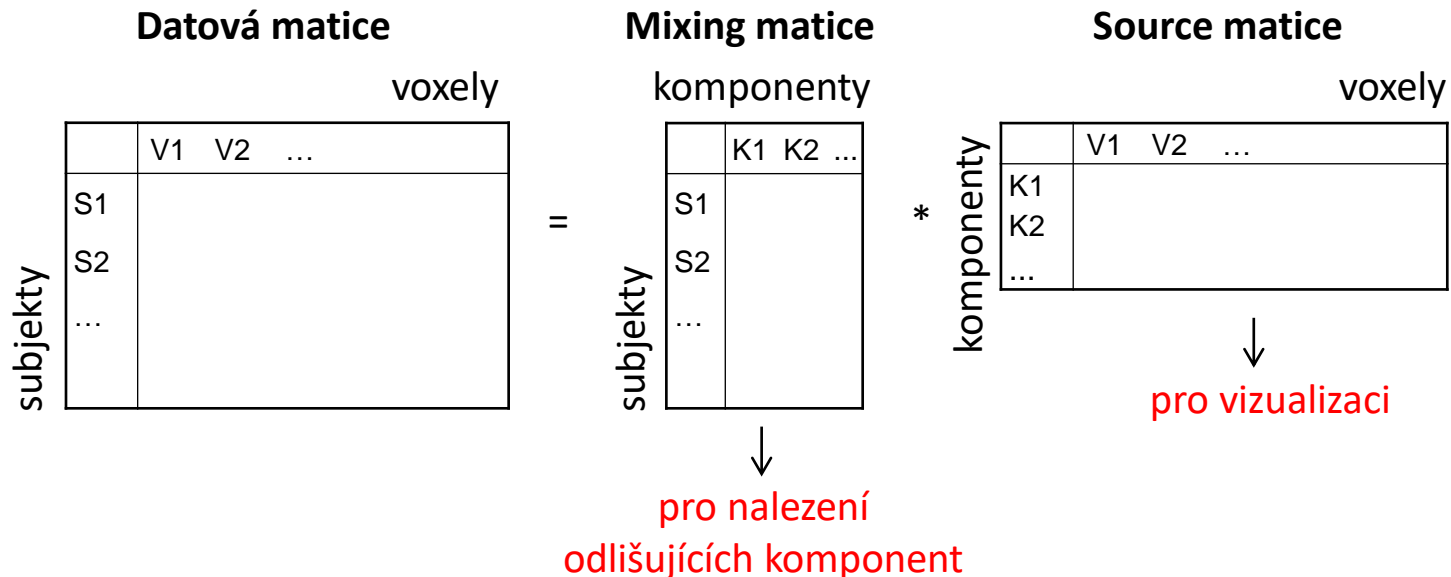 Datová matice
Mixing matice
Source matice
voxely
komponenty
voxely
V1 V2 …
S1
S2
…
subjekty
=
K1 K2 ...
S1
S2
…
subjekty
*
komponenty
V1 V2 …
K1
K2
...
pro vizualizaci
pro nalezení
odlišujících komponent